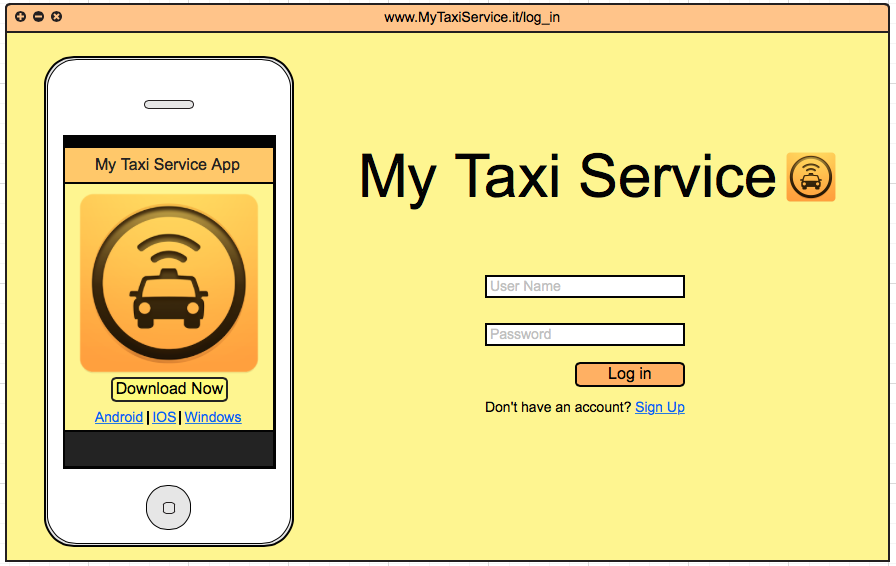 www.MyTaxiService.it/log_in
My Taxi Service App
Download Now
Android | IOS | Windows
My Taxi Service
User Name
Password
Log in
Don't have an account? Sign Up